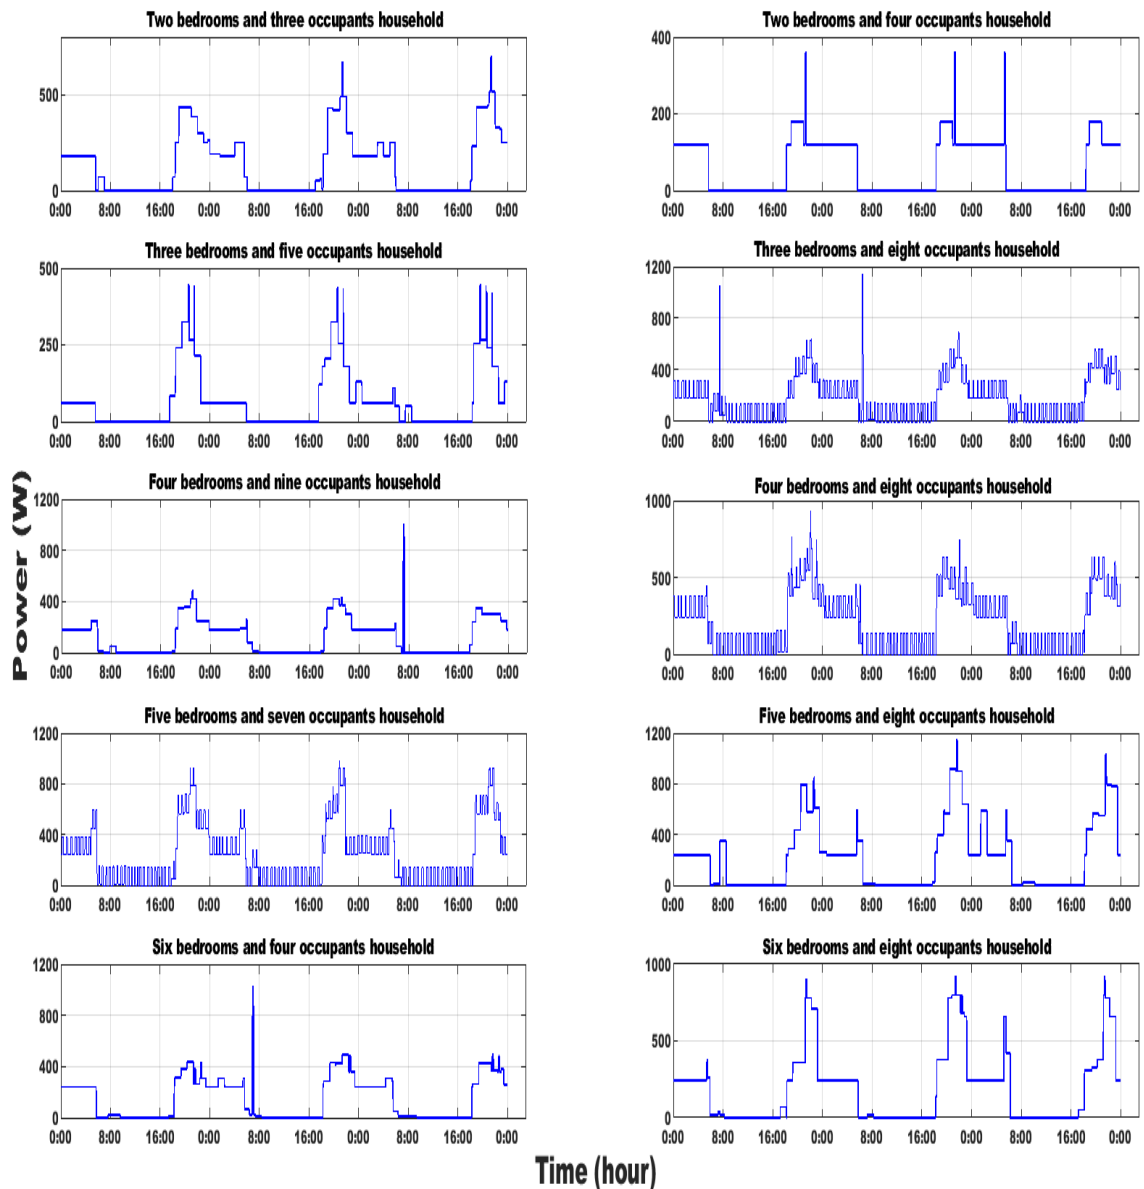 Two bedrooms and three occupants household
500
0
0:00 8:00 16:00 0:00 8:00 16:00 0:00 8:00 16:00 0:00
Two bedrooms and four occupants household
400
200
0
0:00 8:00 16:00 0:00 8:00 16:00 0:00 8:00 16:00 0:00
Three bedrooms and five occupants household
500
250
0
0:00 8:00 16:00 0:00 8:00 16:00 0:00 8:00 16:00 0:00
Three bedrooms and eight occupants household
1200
800
400
0
0:00 8:00 16:00 0:00 8:00 16:00 0:00 8:00 16:00 0:00
Power (W)
Four bedrooms and nine occupants household
1200
800
400
0
0:00 8:00 16:00 0:00 8:00 16:00 0:00 8:00 16:00 0:00
Four bedrooms and eight occupants household
1000
500
0
0:00 8:00 16:00 0:00 8:00 16:00 0:00 8:00 16:00 0:00
Five bedrooms and seven occupants household
1200
800
400
0
0:00 8:00 16:00 0:00 8:00 16:00 0:00 8:00 16:00 0:00
Five bedrooms and eight occupants household
1200
800
400
0
0:00 8:00 16:00 0:00 8:00 16:00 0:00 8:00 16:00 0:00
Six bedrooms and four occupants household
1200
800
400
0
0:00 8:00 16:00 0:00 8:00 16:00 0:00 8:00 16:00 0:00
Six bedrooms and eight occupants household
1000
500
0
0:00 8:00 16:00 0:00 8:00 16:00 0:00 8:00 16:00 0:00
Time (hour)